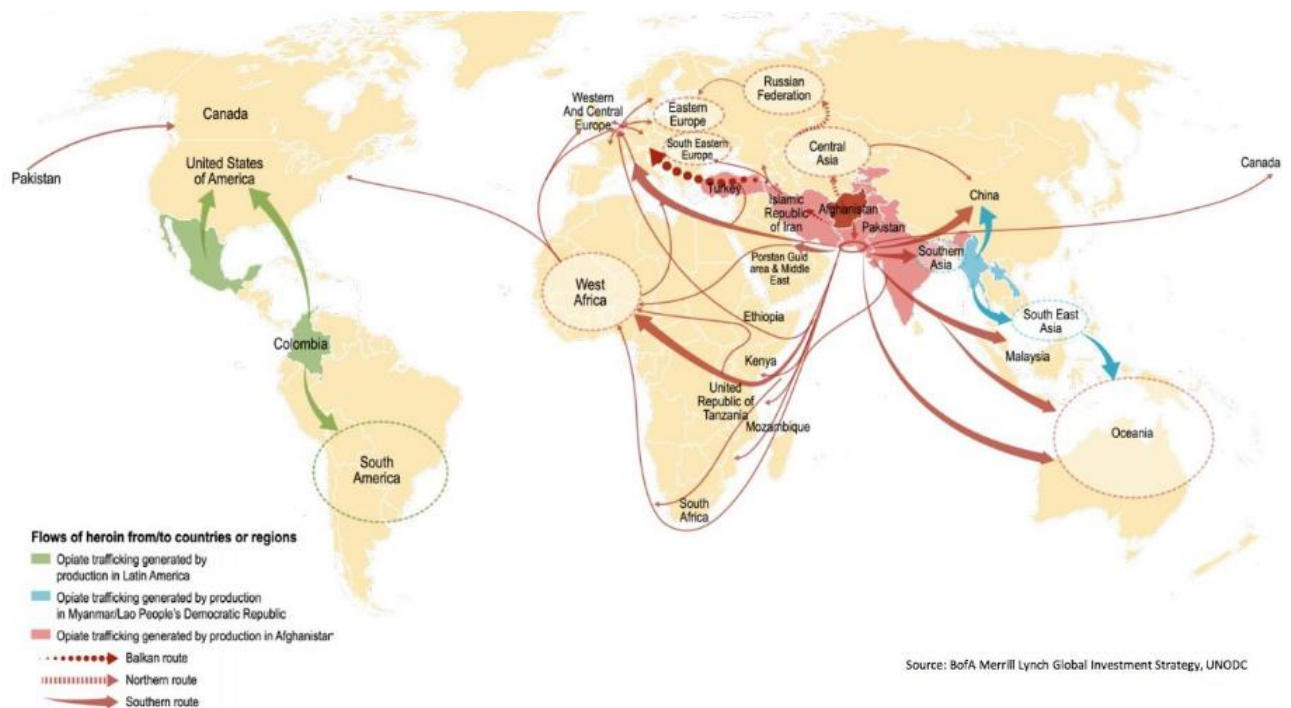 Canada
United States
of America
Pakistan
Colombia
South
America
Western
And Central
Europe
Eastern
Europe
South Eastern
Europe
Russian
Federation
Central
Asia
Turkey
Islamic
Republic
of Iran
Afghanistan
Pakistan
China
Canada
Southern
Asia
Porstan Guld
area & Middle
East
West
Africa
Ethiopia
Kenya
United
Republic of
Tanzania
Mozambique
South
Africa
South East
Asia
Malaysia
Oceania
Flows of heroin from/to countries or regions
Opiate trafficking generated by
production in Latin America
Opiate trafficking generated by production
in Myanmar/Lao People's Democratic Republic
Opiate trafficking generated by production in Afghanistan
Balkan route
Northern route
Southern route
Source: BofA Merrill Lynch Global Investment Strategy, UNODC